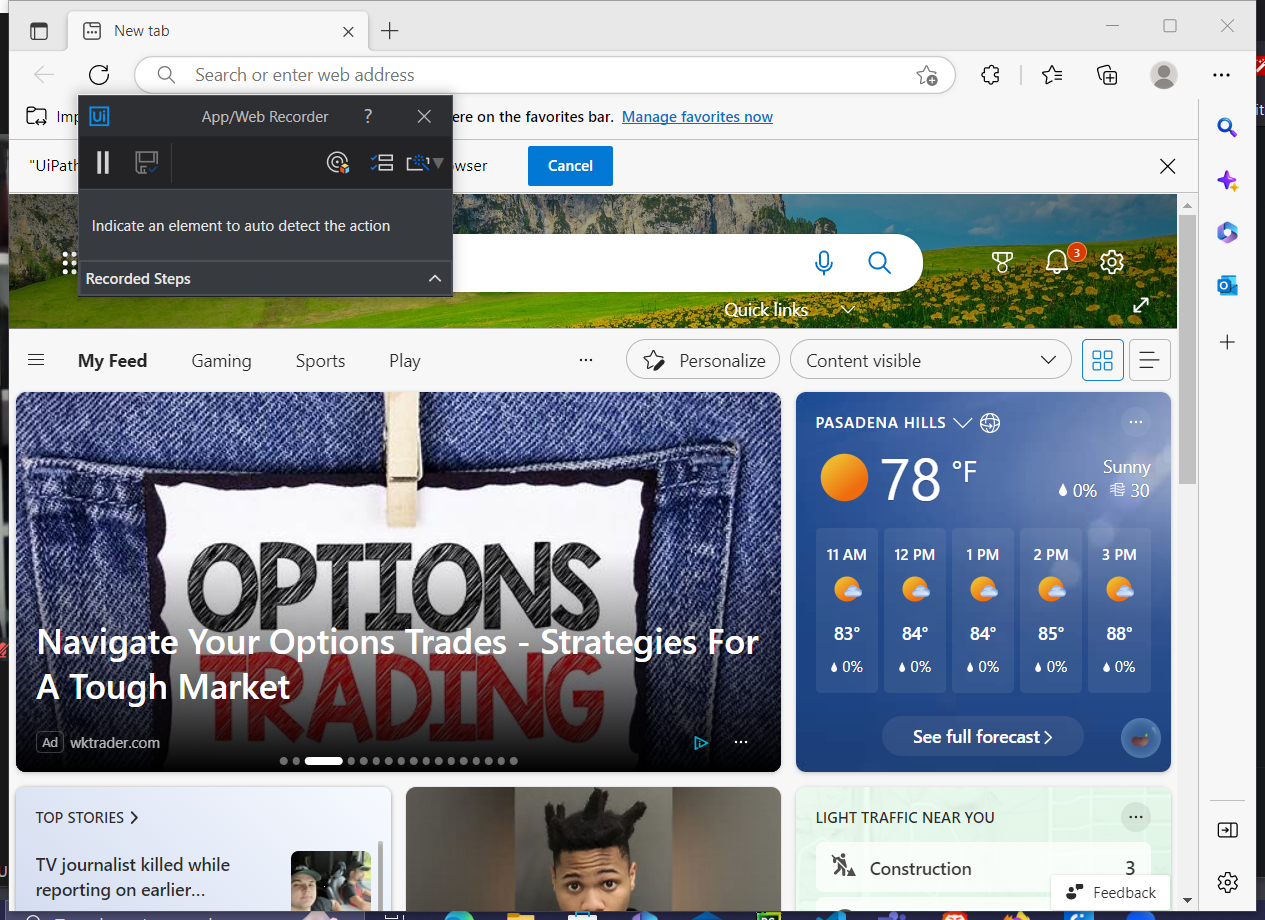 New tab
Search or enter web address
Ui
App/Web Recorder
?
ere on the favorites bar. Manage favorites now
"UiPath
wser
Cancel
Indicate an element to auto detect the action
Recorded Steps
3
Quick links
My Feed
Gaming
Sports
Play
Personalize
Content visible
OPTIONS
TRADING
Navigate Your Options Trades - Strategies For
A Tough Market
Ad wktrader.com
PASADENA HILLS
78 °F
Sunny
0% 30
11 AM 12 PM 1 PM 2 PM 3 PM
83° 84° 84° 85° 88°
0% 0% 0% 0% 0%
See full forecast
TOP STORIES
TV journalist killed while
reporting on earlier...
LIGHT TRAFFIC NEAR YOU
Construction 3
Feedback